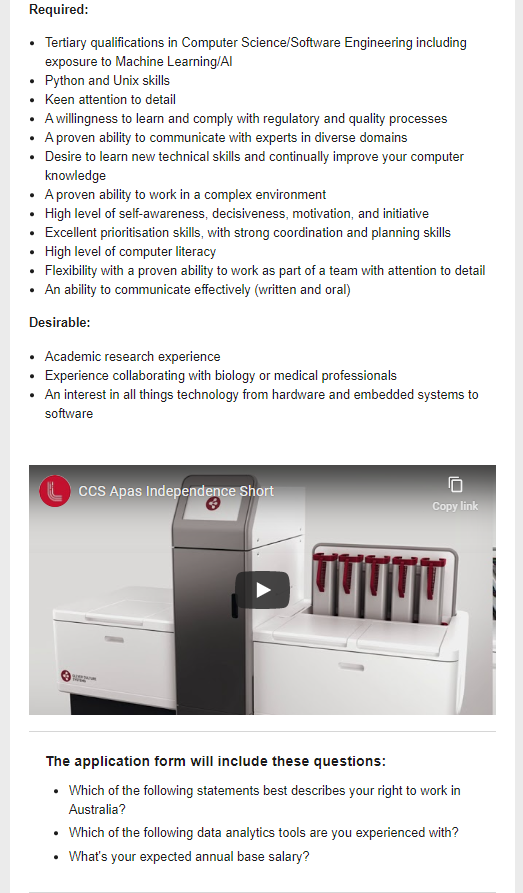 Required:
Tertiary qualifications in Computer Science/Software Engineering including
exposure to Machine Learning/AI
Python and Unix skills
Keen attention to detail
A willingness to learn and comply with regulatory and quality processes
A proven ability to communicate with experts in diverse domains
Desire to learn new technical skills and continually improve your computer
knowledge
A proven ability to work in a complex environment
High level of self-awareness, decisiveness, motivation, and initiative
Excellent prioritisation skills, with strong coordination and planning skills
High level of computer literacy
Flexibility with a proven ability to work as part of a team with attention to detail
An ability to communicate effectively (written and oral)
Desirable:
Academic research experience
Experience collaborating with biology or medical professionals
An interest in all things technology from hardware and embedded systems to
software
CCS Apas Independence Short
Copy link
The application form will include these questions:
Which of the following statements best describes your right to work in
Australia?
Which of the following data analytics tools are you experienced with?
What's your expected annual base salary?